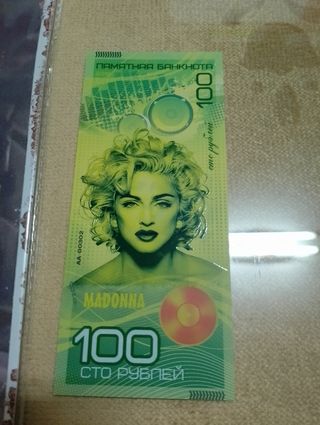 ПАМЯТНАЯ БАНКНОТА
100
сто рублей
АА 00302
MADONNA
100
СТО РУБЛЕЙ